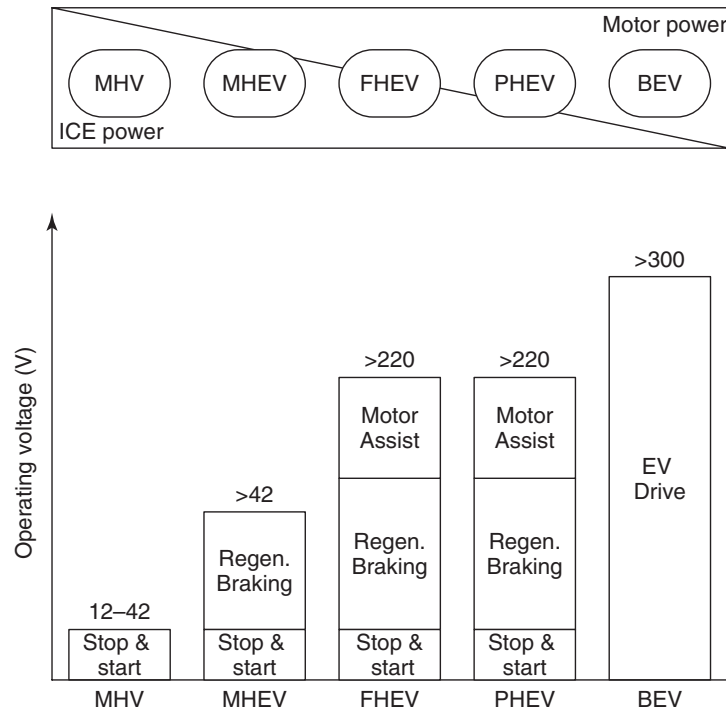 Motor power
MHV MHEV FHEV PHEV BEV
ICE power
Operating voltage (V)
>300
>220 >220
Motor
Assist
Motor
Assist
EV
Drive
>42
Regen.
Braking
Regen.
Braking
Regen.
Braking
12–42
Stop &
start
Stop &
start
Stop &
start
Stop &
start
MHV MHEV FHEV PHEV BEV